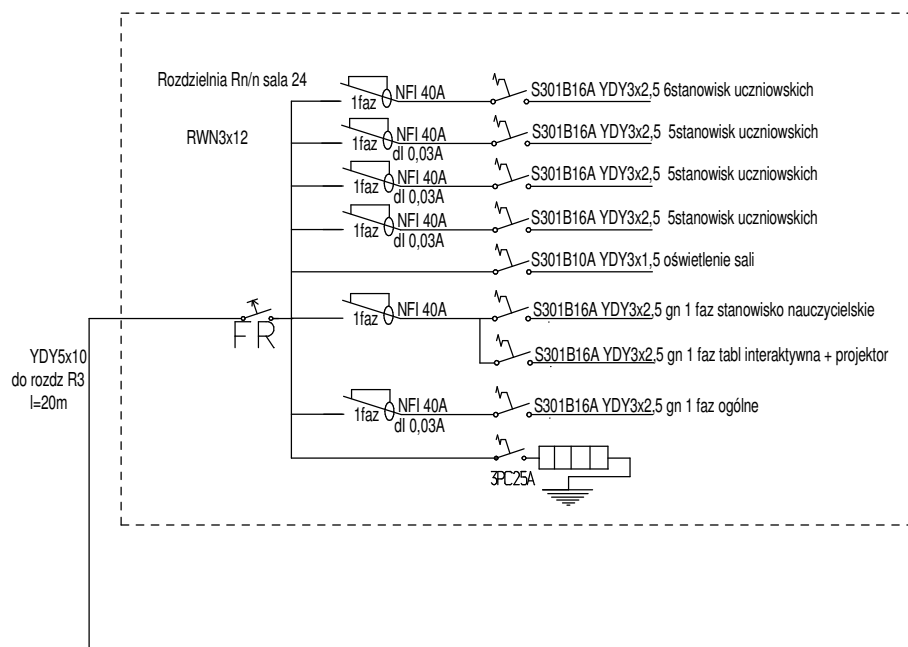 Rozdzielnia Rn/n sala 24
RWN3x12
1faz NFI 40A S301B16A YDY3x2,5 6stanowisk uczniowskich
1faz NFI 40A S301B16A YDY3x2,5 5stanowisk uczniowskich
dI 0,03A
1faz NFI 40A S301B16A YDY3x2,5 5stanowisk uczniowskich
dI 0,03A
1faz NFI 40A S301B16A YDY3x2,5 5stanowisk uczniowskich
dI 0,03A
S301B10A YDY3x1,5 oświetlenie sali
FR
1faz NFI 40A S301B16A YDY3x2,5 gn 1 faz stanowisko nauczycielskie
S301B16A YDY3x2,5 gn 1 faz tabl interaktywna + projektor
YDY5x10
do rozdz R3
l=20m
1faz NFI 40A S301B16A YDY3x2,5 gn 1 faz ogólne
dI 0,03A
3PC25A